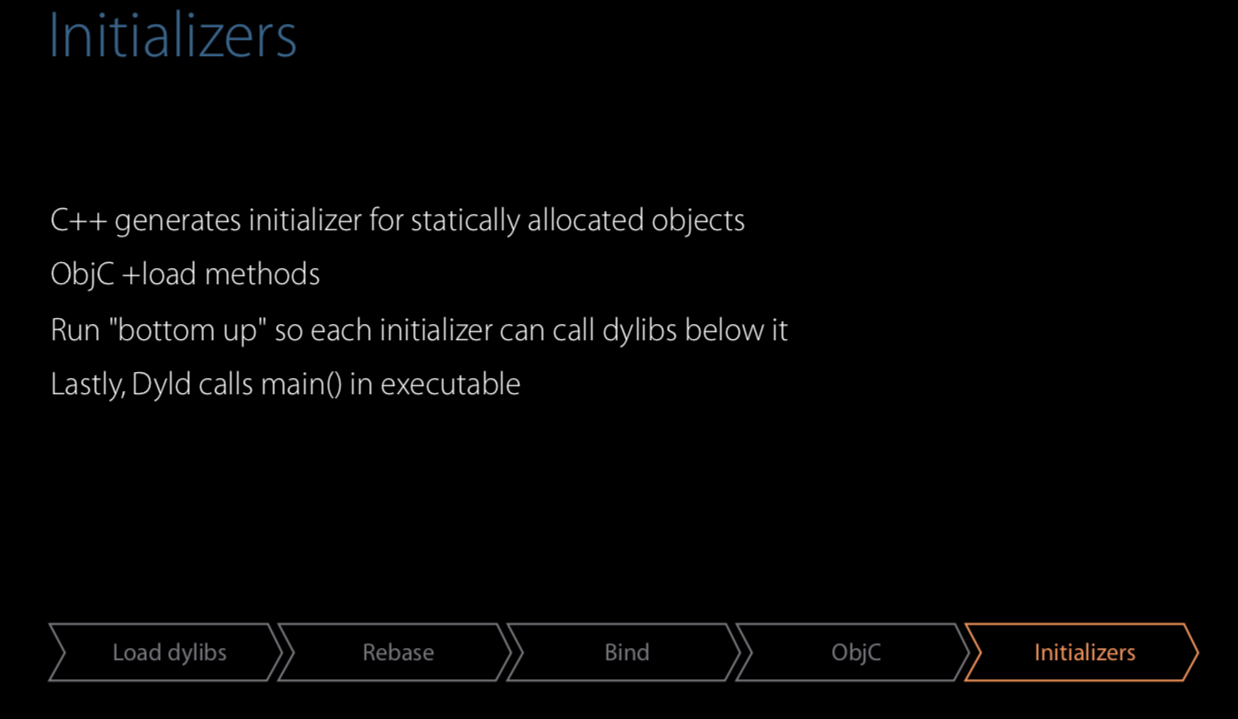 Initializers
C++ generates initializer for statically allocated objects
ObjC +load methods
Run "bottom up" so each initializer can call dylibs below it
Lastly, Dyld calls main() in executable
Load dylibs
Rebase
Bind
ObjC
Initializers